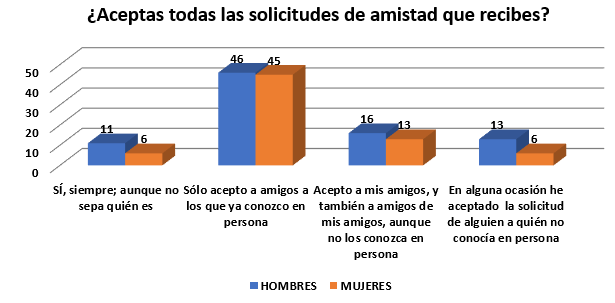 ¿Aceptas todas las solicitudes de amistad que recibes?
50
40
30
20
10
0
11
6
46
45
16
13
13
6
SÍ, siempre; aunque no
sepa quién es
Sólo acepto a amigos a
los que ya conozco en
persona
Acepto a mis amigos, y
también a amigos de
mis amigos, aunque
no los conozca en
persona
En alguna ocasión he
aceptado la solicitud
de alguien a quién no
conocía en persona
HOMBRES
MUJERES